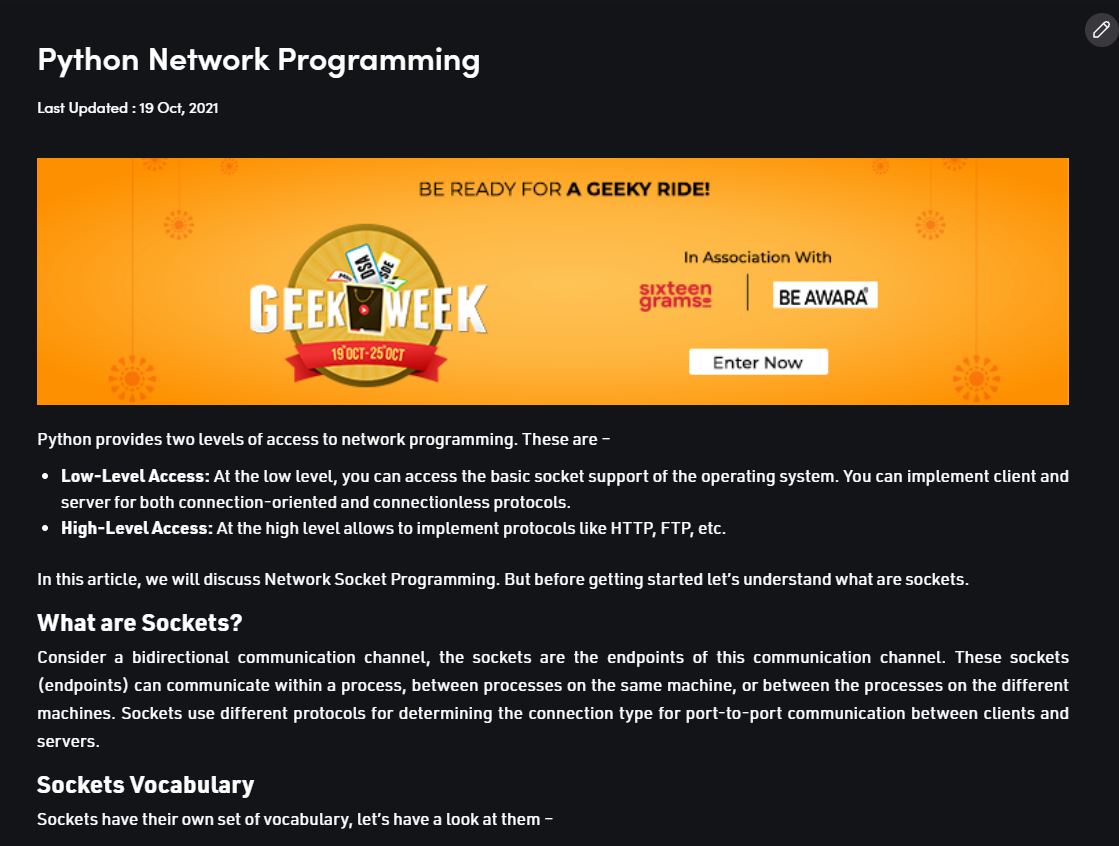 Python Network Programming
Last Updated : 19 Oct, 2021
BE READY FOR A GEEKY RIDE!
DSA
SDE
GEEK WEEK
19 OCT - 25 OCT
In Association With
sixteen
grams
BE AWARA®
Enter Now
Python provides two levels of access to network programming. These are –
• Low-Level Access: At the low level, you can access the basic socket support of the operating system. You can implement client and
server for both connection-oriented and connectionless protocols.
• High-Level Access: At the high level allows to implement protocols like HTTP, FTP, etc.
In this article, we will discuss Network Socket Programming. But before getting started let’s understand what are sockets.
What are Sockets?
Consider a bidirectional communication channel, the sockets are the endpoints of this communication channel. These sockets
(endpoints) can communicate within a process, between processes on the same machine, or between the processes on the different
machines. Sockets use different protocols for determining the connection type for port-to-port communication between clients and
servers.
Sockets Vocabulary
Sockets have their own set of vocabulary, let’s have a look at them –